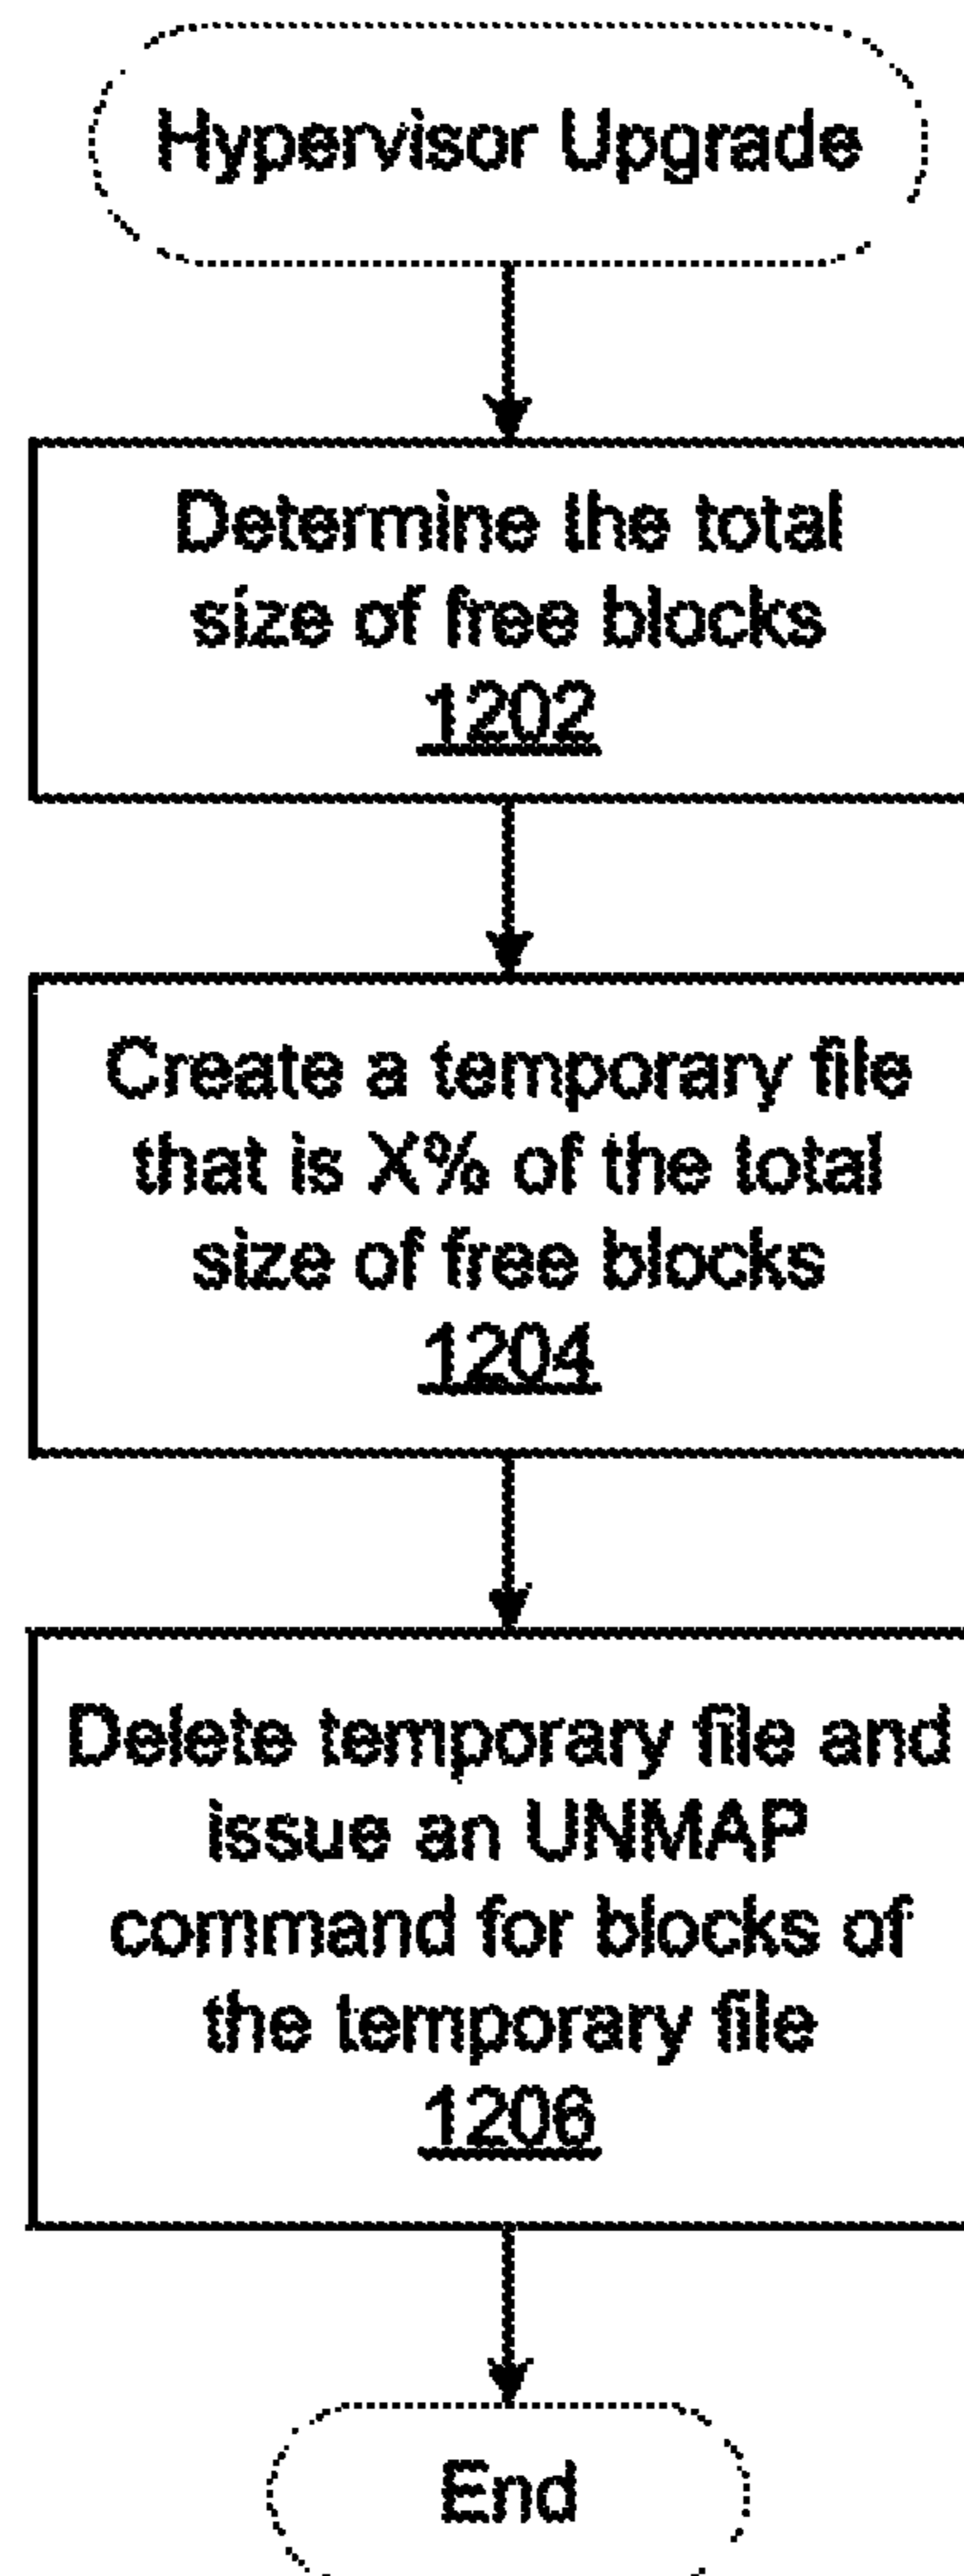 Hypervisor Upgrade
Determine the total
size of free blocks
1202
Create a temporary file
that is X% of the total
size of free blocks
1204
Delete temporary file and
issue an UNMAP
command for blocks of
the temporary file
1206
End